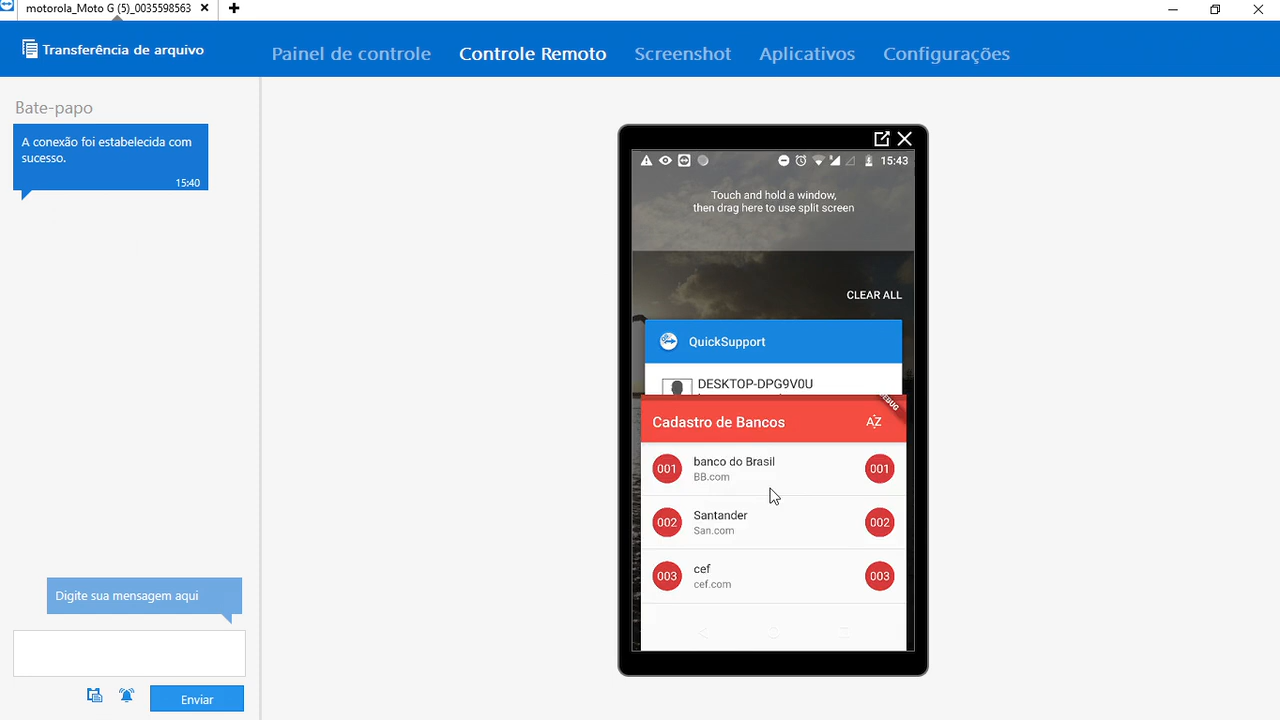 motorola_Moto G (5)_0035598563
Transferência de arquivo
Painel de controle
Controle Remoto
Screenshot
Aplicativos
Configurações
Bate-papo
A conexão foi estabelecida com
sucesso.
15:40
15:43
Touch and hold a window,
then drag here to use split screen
CLEAR ALL
QuickSupport
DESKTOP-DPG9V0U
Cadastro de Bancos
AZ
001
banco do Brasil
BB.com
001
002
Santander
San.com
002
003
cef
cef.com
003
Digite sua mensagem aqui
Enviar